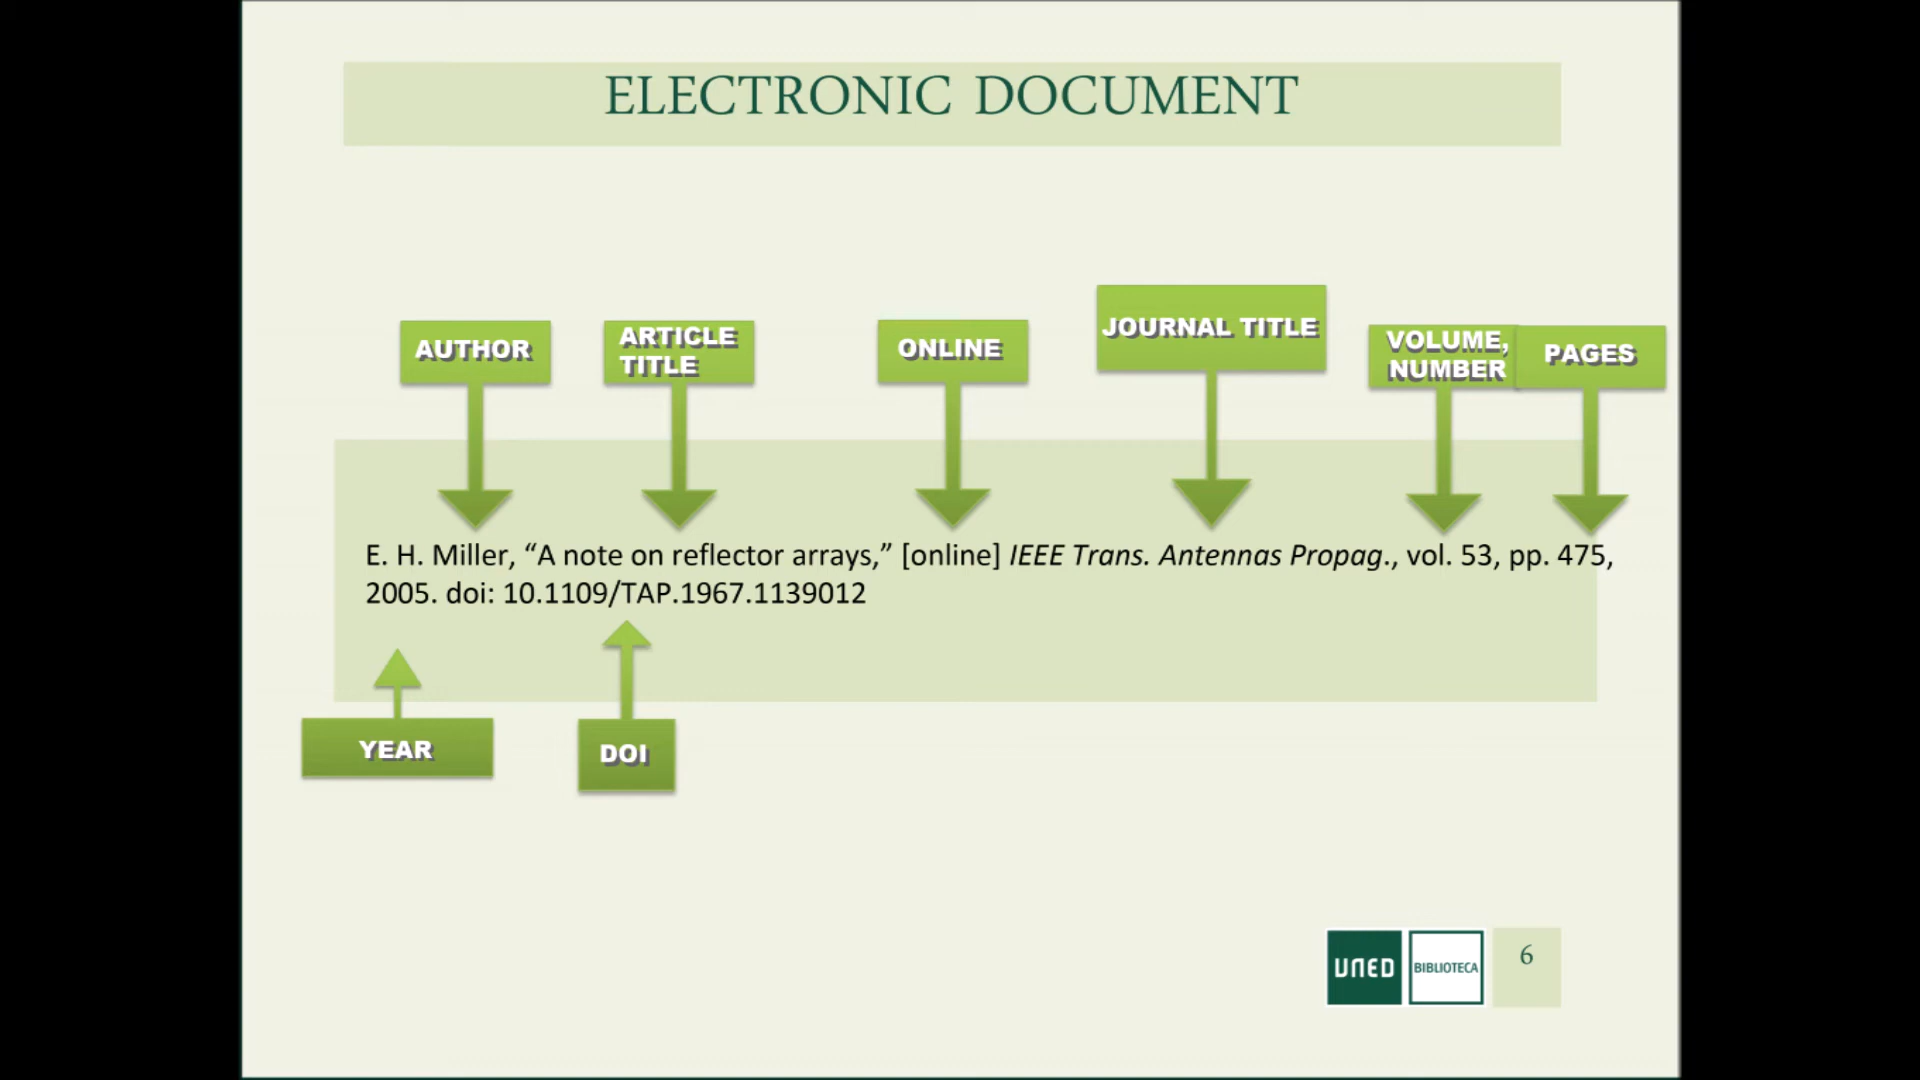 ELECTRONIC DOCUMENT
AUTHOR
ARTICLE
TITLE
ONLINE
JOURNAL TITLE
VOLUME,
NUMBER
PAGES
E. H. Miller, “A note on reflector arrays,” [online] IEEE Trans. Antennas Propag., vol. 53, pp. 475,
2005. doi: 10.1109/TAP.1967.1139012
YEAR
DOI
UNED
BIBLIOTECA
6